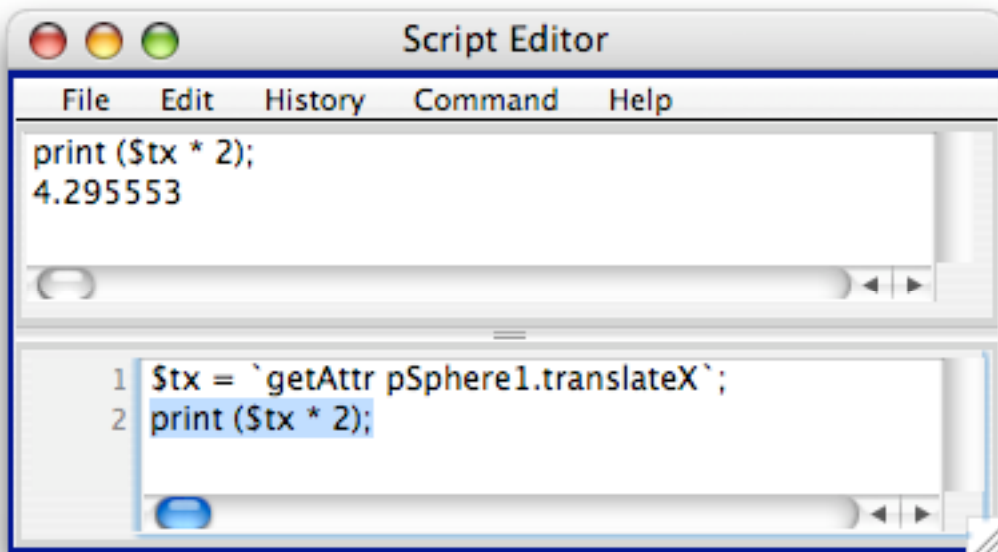 Script Editor
File Edit History Command Help
print ($tx * 2);
4.295553
1 $tx = `getAttr pSphere1.translateX`;
2 print ($tx * 2);